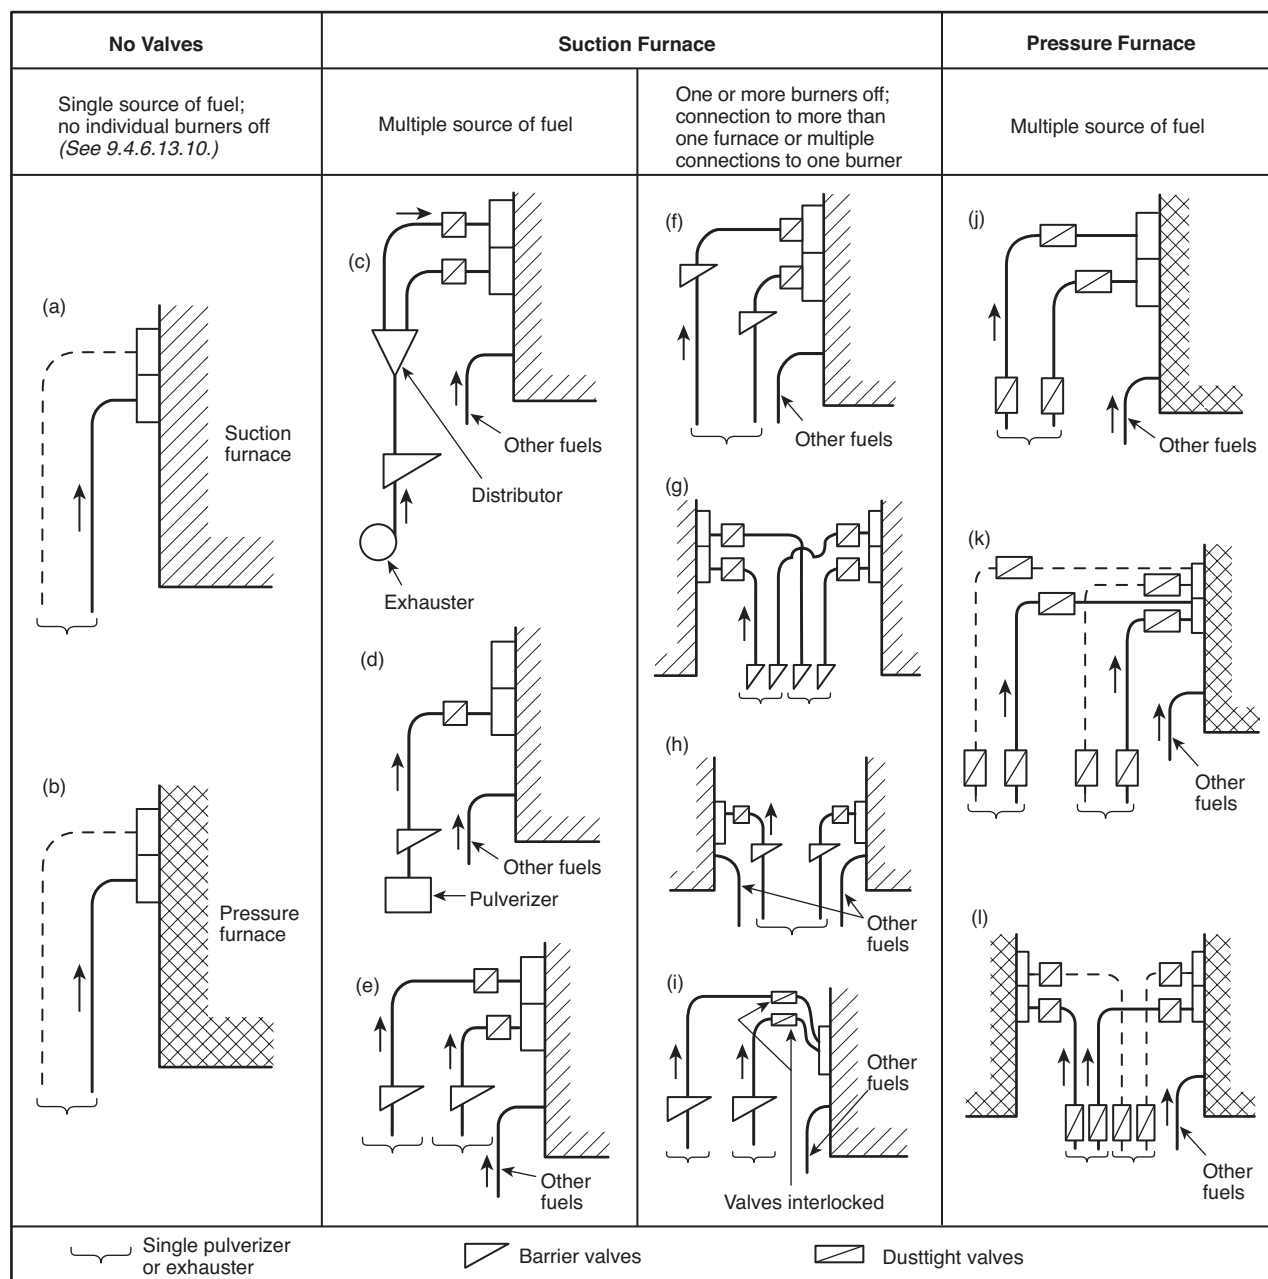 No Valves
Suction Furnace
Pressure Furnace
Single source of fuel;
no individual burners off
(See 9.4.6.13.10.)
Multiple source of fuel
One or more burners off;
connection to more than
one furnace or multiple
connections to one burner
Multiple source of fuel
(a)
Suction
furnace
(b)
Pressure
furnace
(c)
Other fuels
Distributor
Exhauster
(d)
Other fuels
Pulverizer
(e)
Other
fuels
(f)
Other fuels
(g)
(h)
Other
fuels
(i)
Other
fuels
Valves interlocked
(j)
Other fuels
(k)
Other
fuels
(l)
Other
fuels
Single pulverizer
or exhauster
Barrier valves
Dusttight valves